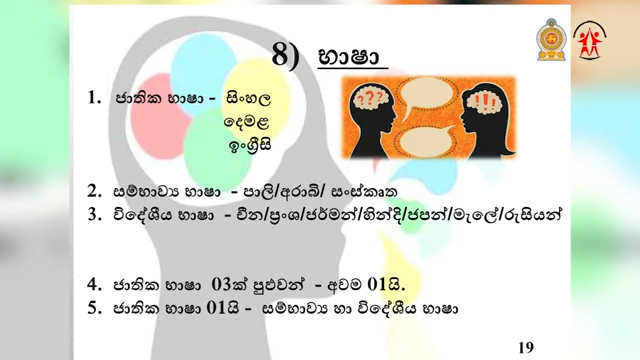 8) භාෂා
1. ජාතික භාෂා - සිංහල
දෙමළ
ඉංග්‍රීසි
??? !!!
2. සම්භාව්‍ය භාෂා - පාලි/අරාබි/ සංස්කෘත
3. විදේශීය භාෂා - චීන/ප්‍රංශ/ජර්මන්/හින්දි/ජපන්/මැලේ/රුසියන්
4. ජාතික භාෂා 03ක් පුළුවන් - අවම 01යි.
5. ජාතික භාෂා 01යි - සම්භාව්‍ය හා විදේශීය භාෂා
19